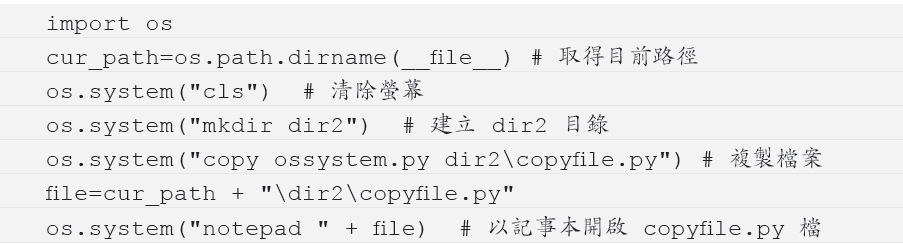 import os
cur_path=os.path.dirname(__file__) # 取得目前路徑
os.system("cls")  # 清除螢幕
os.system("mkdir dir2")  # 建立 dir2 目錄
os.system("copy ossystem.py dir2\copyfile.py") # 複製檔案
file=cur_path + "\dir2\copyfile.py"
os.system("notepad " + file)  # 以記事本開啟 copyfile.py 檔